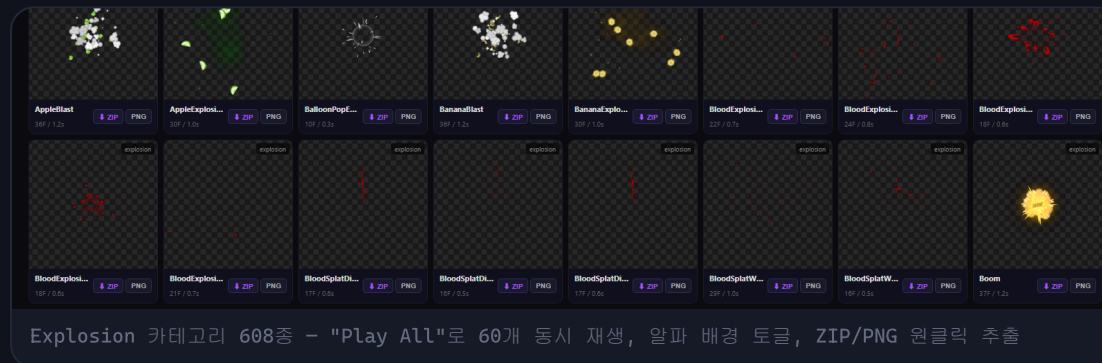 AppleBlast
36F / 1.2s
ZIP
PNG
AppleExplosi...
30F / 1.0s
ZIP
PNG
BalloonPopE...
10F / 0.3s
ZIP
PNG
BananaBlast
36F / 1.2s
ZIP
PNG
BananaExplo...
30F / 1.0s
ZIP
PNG
BloodExplosi...
22F / 0.7s
ZIP
PNG
BloodExplosi...
24F / 0.8s
ZIP
PNG
BloodExplosi...
18F / 0.6s
ZIP
PNG
explosion
BloodExplosi...
18F / 0.6s
ZIP
PNG
explosion
BloodExplosi...
21F / 0.7s
ZIP
PNG
explosion
BloodSplatDi...
17F / 0.6s
ZIP
PNG
explosion
BloodSplatDi...
16F / 0.5s
ZIP
PNG
explosion
BloodSplatDi...
17F / 0.6s
ZIP
PNG
explosion
BloodSplatW...
29F / 1.0s
ZIP
PNG
explosion
BloodSplatW...
16F / 0.5s
ZIP
PNG
explosion
Boom
37F / 1.2s
ZIP
PNG
Explosion 카테고리 608종 — "Play All"로 60개 동시 재생, 알파 배경 토글, ZIP/PNG 원클릭 추출